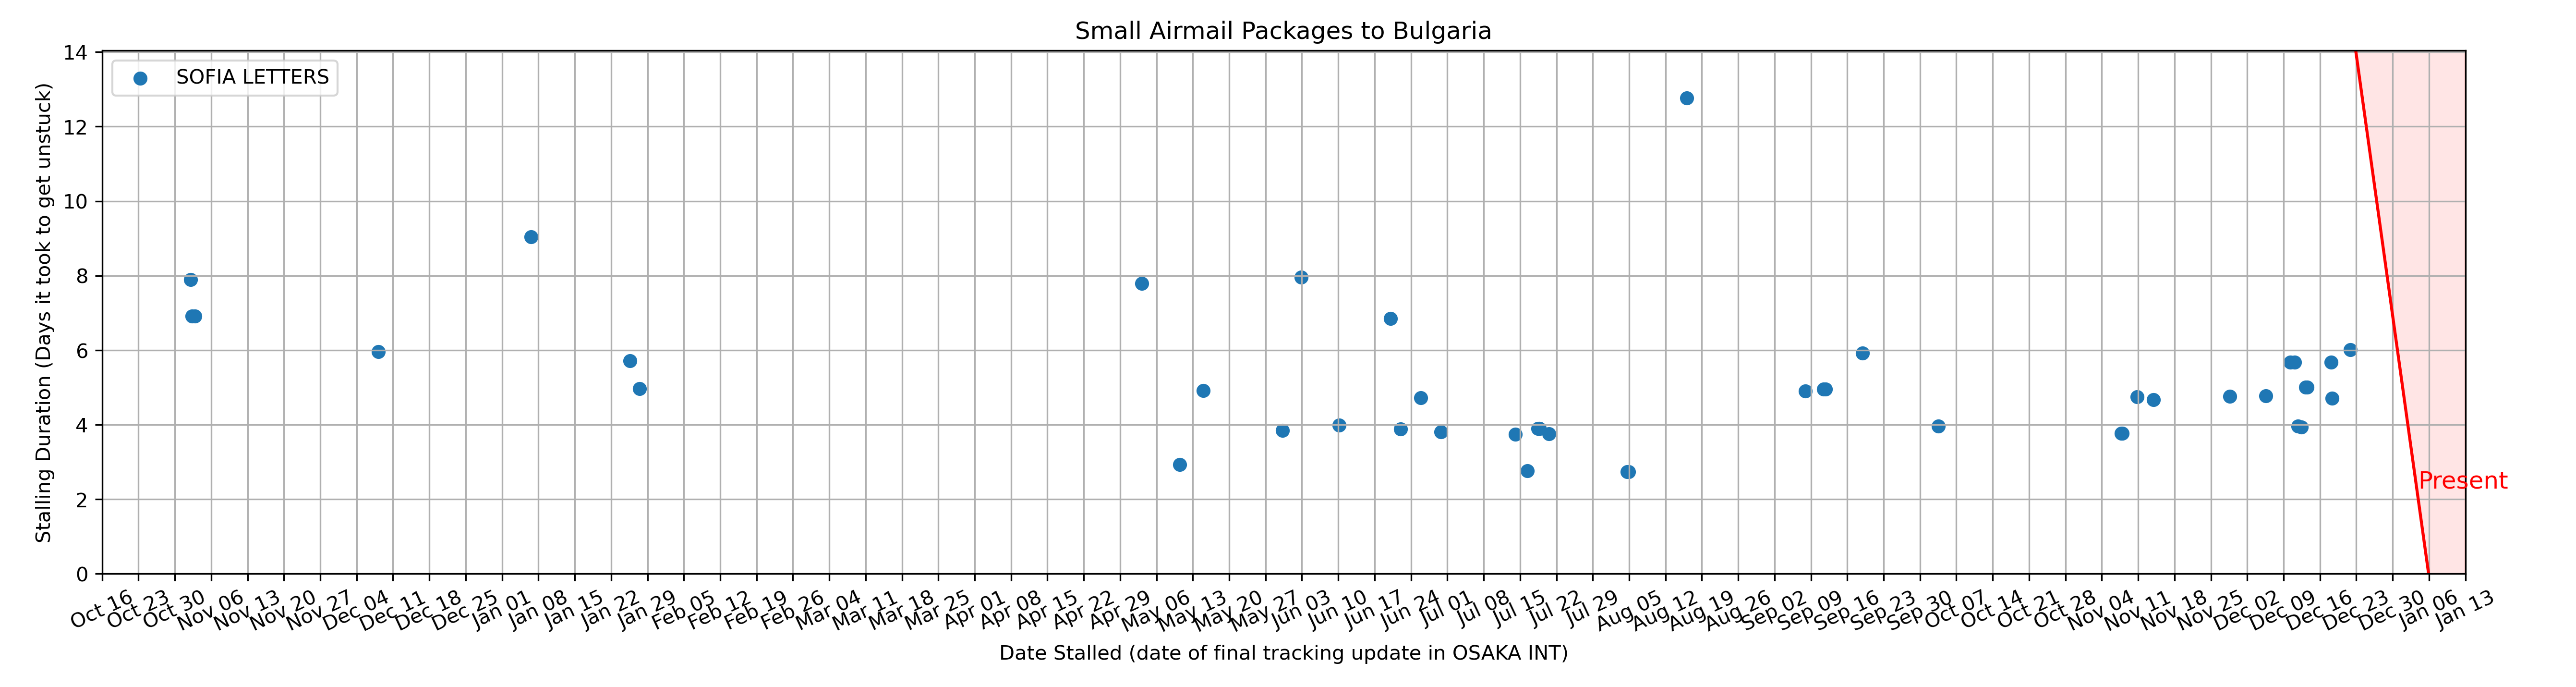 Small Airmail Packages to Bulgaria
SOFIA LETTERS
Stalling Duration (Days it took to get unstuck)
14
12
10
8
6
4
2
0
Present
Oct 16 Oct 23 Oct 30 Nov 06 Nov 13 Nov 20 Nov 27 Dec 04 Dec 11 Dec 18 Dec 25 Jan 01 Jan 08 Jan 15 Jan 22 Jan 29 Feb 05 Feb 12 Feb 19 Feb 26 Mar 04 Mar 11 Mar 18 Mar 25 Apr 01 Apr 08 Apr 15 Apr 22 Apr 29 May 06 May 13 May 20 May 27 Jun 03 Jun 10 Jun 17 Jun 24 Jul 01 Jul 08 Jul 15 Jul 22 Jul 29 Aug 05 Aug 12 Aug 19 Aug 26 Sep 02 Sep 09 Sep 16 Sep 23 Sep 30 Oct 07 Oct 14 Oct 21 Oct 28 Nov 04 Nov 11 Nov 18 Nov 25 Dec 02 Dec 09 Dec 16 Dec 23 Dec 30 Jan 06 Jan 13
Date Stalled (date of final tracking update in OSAKA INT)